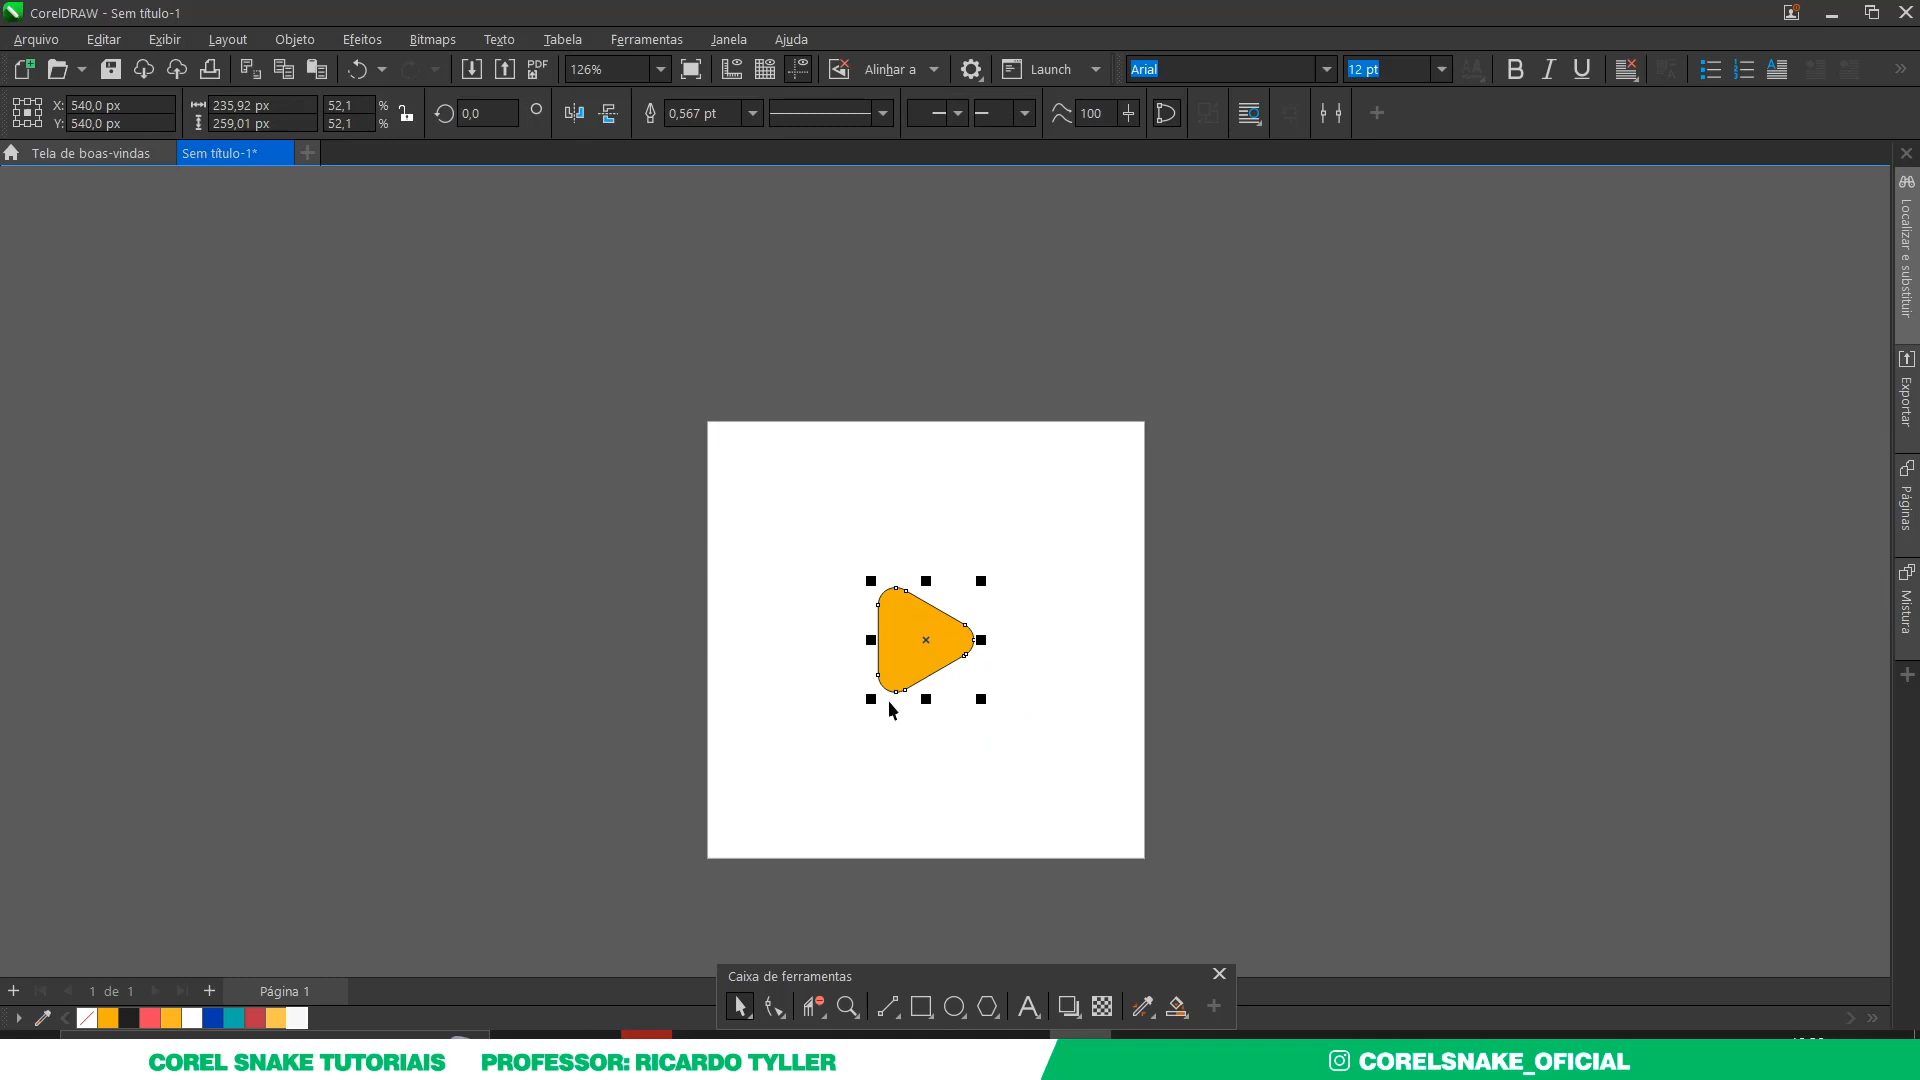 CorelDRAW - Sem título-1
Arquivo Editar Exibir Layout Objeto Efeitos Bitmaps Texto Tabela Ferramentas Janela Ajuda
PDF 126% Alinhar a Launch Arial 12 pt B I U
X: 540,0 px 235,92 px 52,1 % 0,0 0,567 pt 100
Y: 540,0 px 259,01 px 52,1 %
Tela de boas-vindas Sem título-1*
Localizar e substituir
Exportar
Páginas
Mistura
Caixa de ferramentas
1 de 1 Página 1
COREL SNAKE TUTORIAIS PROFESSOR: RICARDO TYLLER CORELSNAKE_OFICIAL